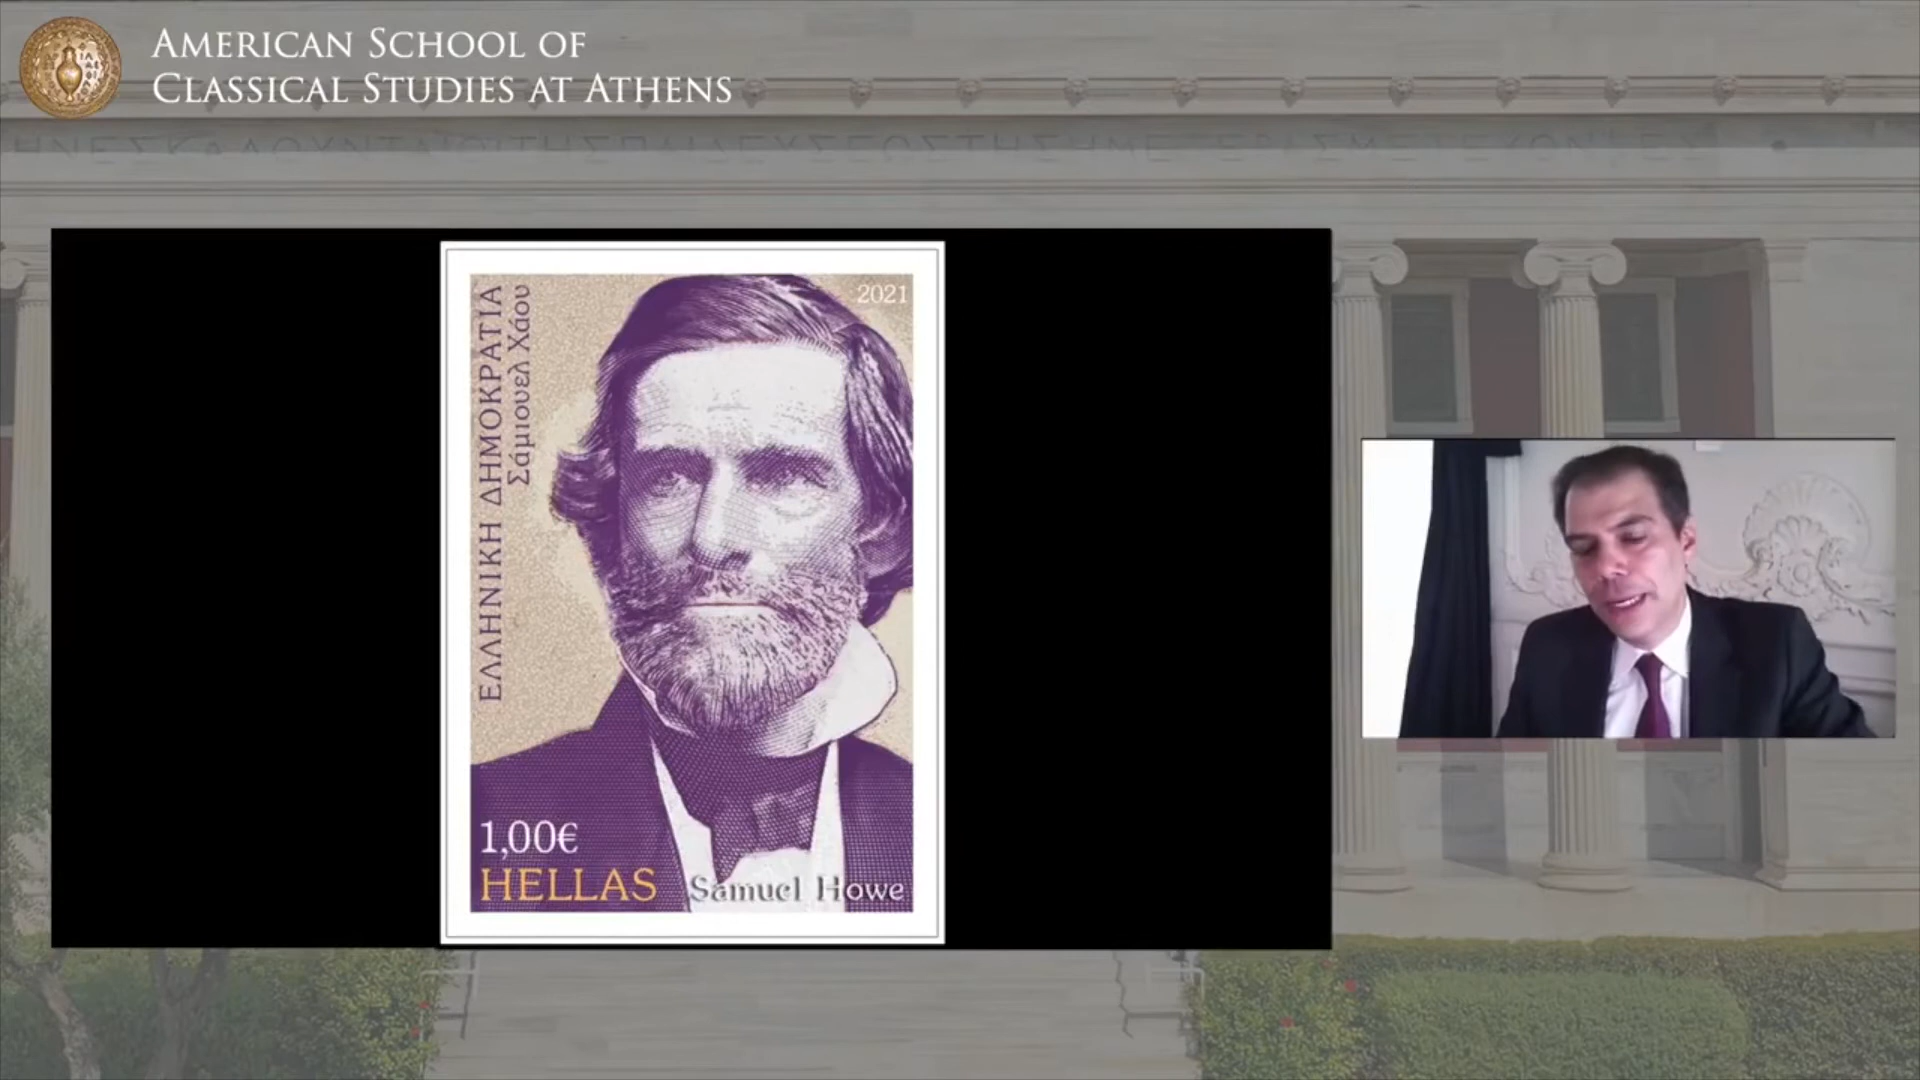 AMERICAN SCHOOL OF
CLASSICAL STUDIES AT ATHENS
ΕΛΛΗΝΙΚΗ ΔΗΜΟΚΡΑΤΙΑ
Σάμιουελ Χάου
2021
1,00€
HELLAS
Samuel Howe